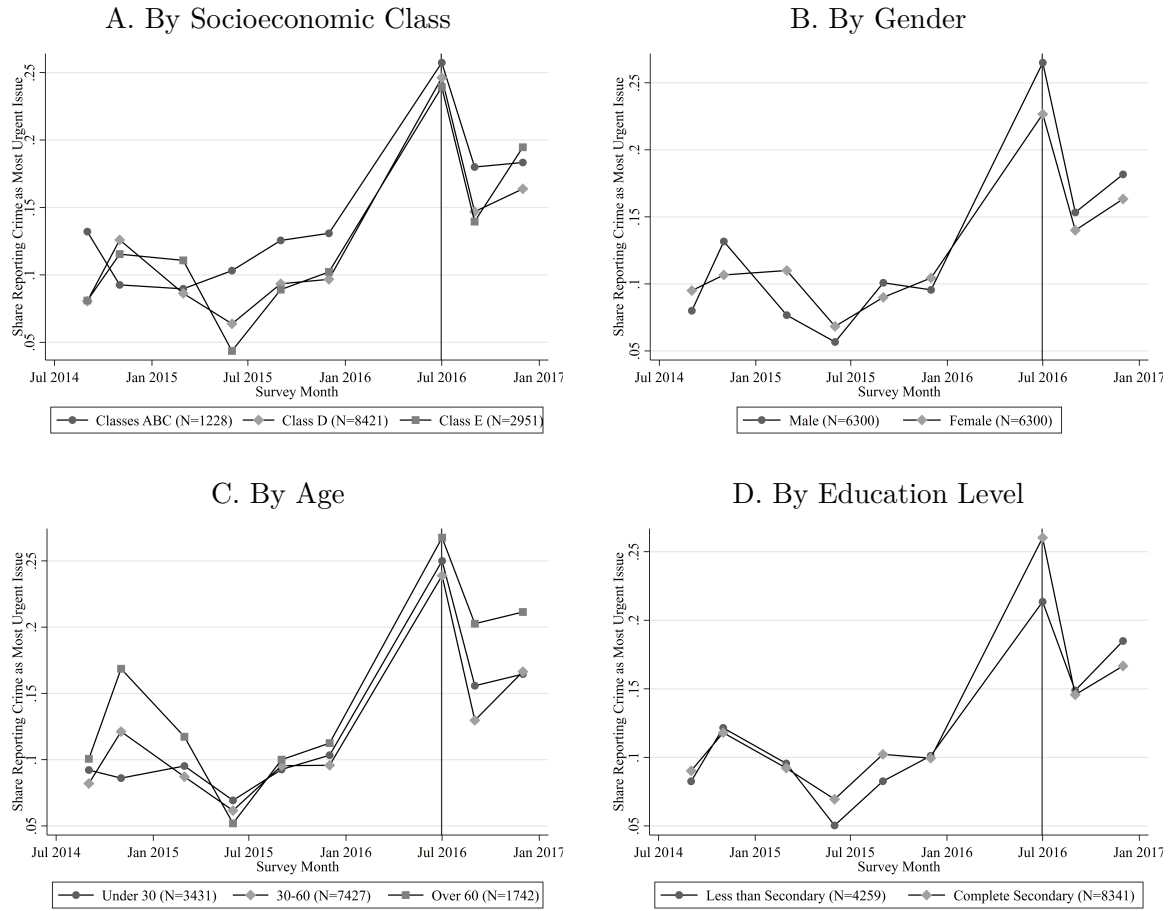 A. By Socioeconomic Class
Share Reporting Crime as Most Urgent Issue
.25
.2
.15
.1
.05
Jul 2014 Jan 2015 Jul 2015 Jan 2016 Jul 2016 Jan 2017
Survey Month
Classes ABC (N=1228) Class D (N=8421) Class E (N=2951)
B. By Gender
Share Reporting Crime as Most Urgent Issue
.25
.2
.15
.1
.05
Jul 2014 Jan 2015 Jul 2015 Jan 2016 Jul 2016 Jan 2017
Survey Month
Male (N=6300) Female (N=6300)
C. By Age
Share Reporting Crime as Most Urgent Issue
.25
.2
.15
.1
.05
Jul 2014 Jan 2015 Jul 2015 Jan 2016 Jul 2016 Jan 2017
Survey Month
Under 30 (N=3431) 30-60 (N=7427) Over 60 (N=1742)
D. By Education Level
Share Reporting Crime as Most Urgent Issue
.25
.2
.15
.1
.05
Jul 2014 Jan 2015 Jul 2015 Jan 2016 Jul 2016 Jan 2017
Survey Month
Less than Secondary (N=4259) Complete Secondary (N=8341)